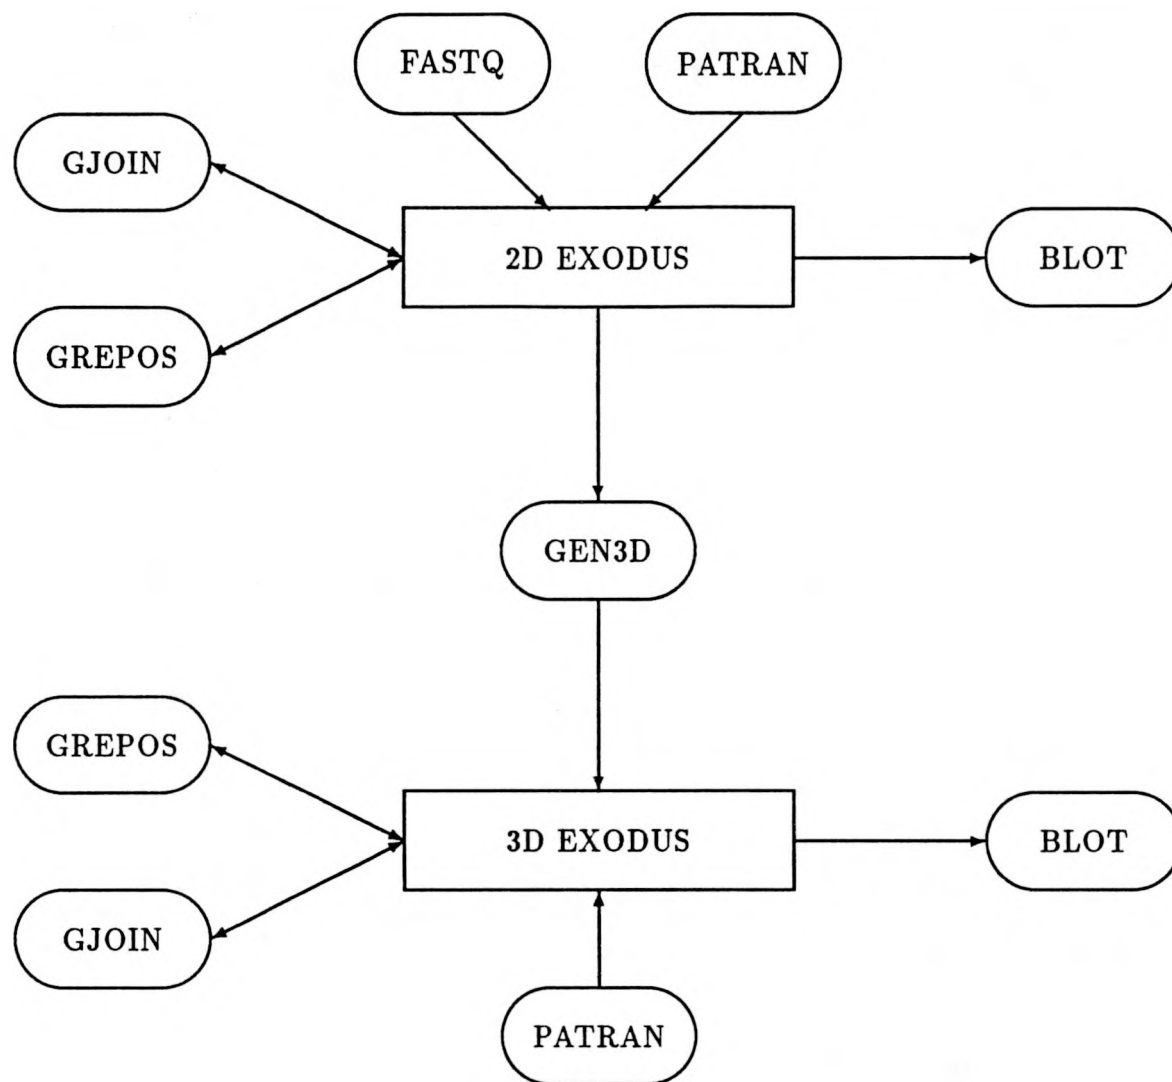 FASTQ
PATRAN
GJOIN
2D EXODUS
BLOT
GREPOS
GEN3D
GREPOS
3D EXODUS
BLOT
GJOIN
PATRAN